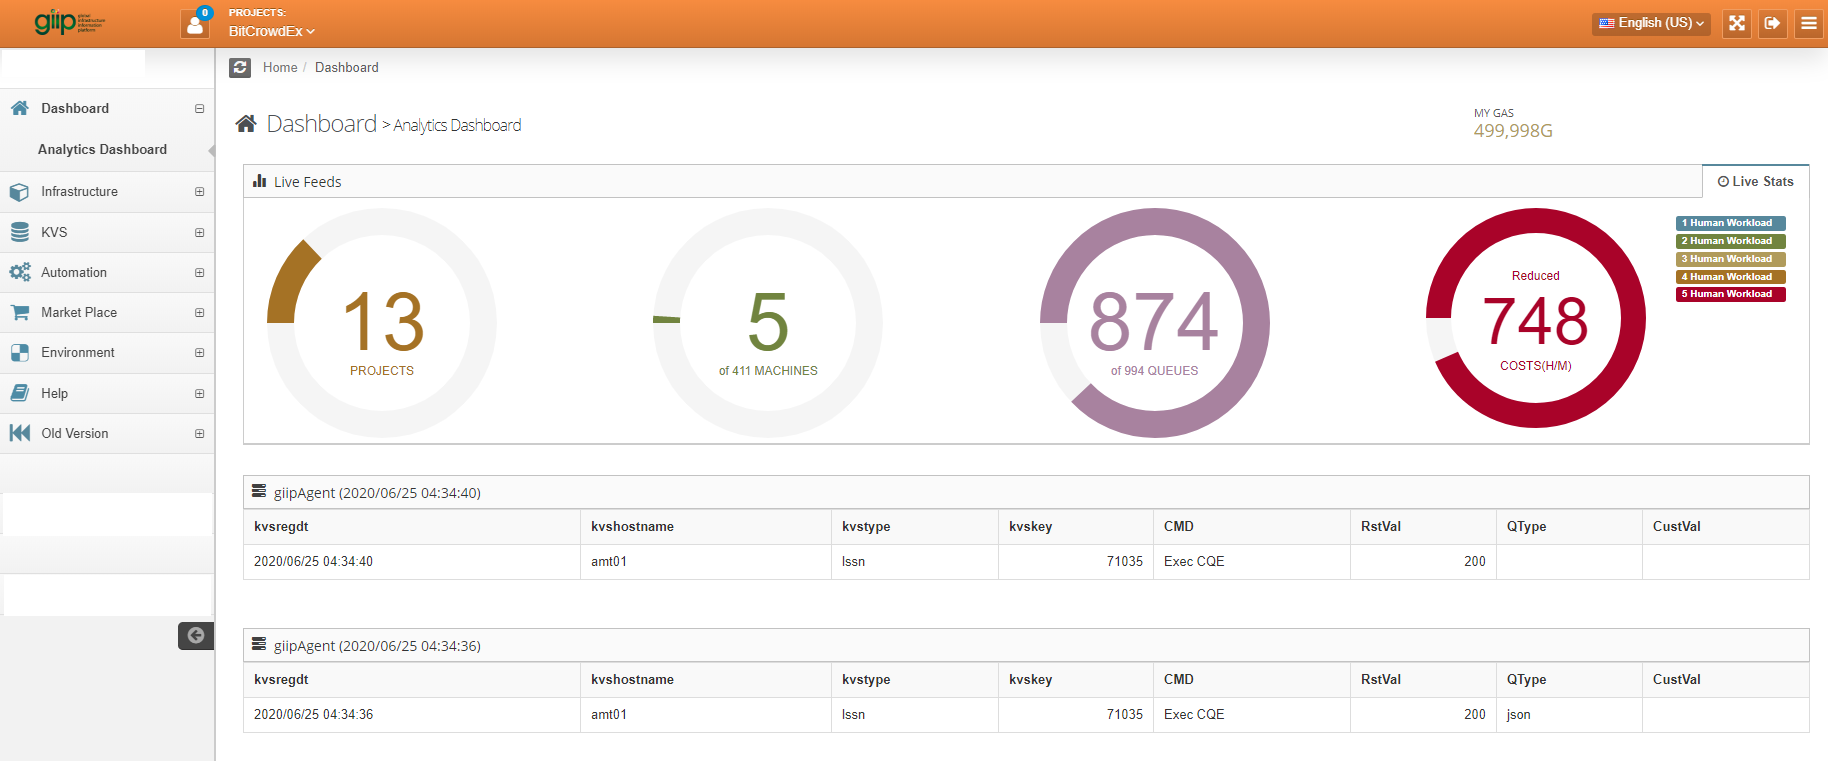 giip global infrastructure information platform
0
PROJECTS:
BitCrowdEx
English (US)
Home / Dashboard
Dashboard
Analytics Dashboard
Infrastructure
KVS
Automation
Market Place
Environment
Help
Old Version
Dashboard > Analytics Dashboard
MY GAS
499,998G
Live Feeds
Live Stats
13
PROJECTS
5
of 411 MACHINES
874
of 994 QUEUES
Reduced
748
COSTS(H/M)
1 Human Workload
2 Human Workload
3 Human Workload
4 Human Workload
5 Human Workload
giipAgent (2020/06/25 04:34:40)
kvsregdt kvshostname kvstype kvskey CMD RstVal QType CustVal
2020/06/25 04:34:40 amt01 lssn 71035 Exec CQE 200
giipAgent (2020/06/25 04:34:36)
kvsregdt kvshostname kvstype kvskey CMD RstVal QType CustVal
2020/06/25 04:34:36 amt01 lssn 71035 Exec CQE 200 json